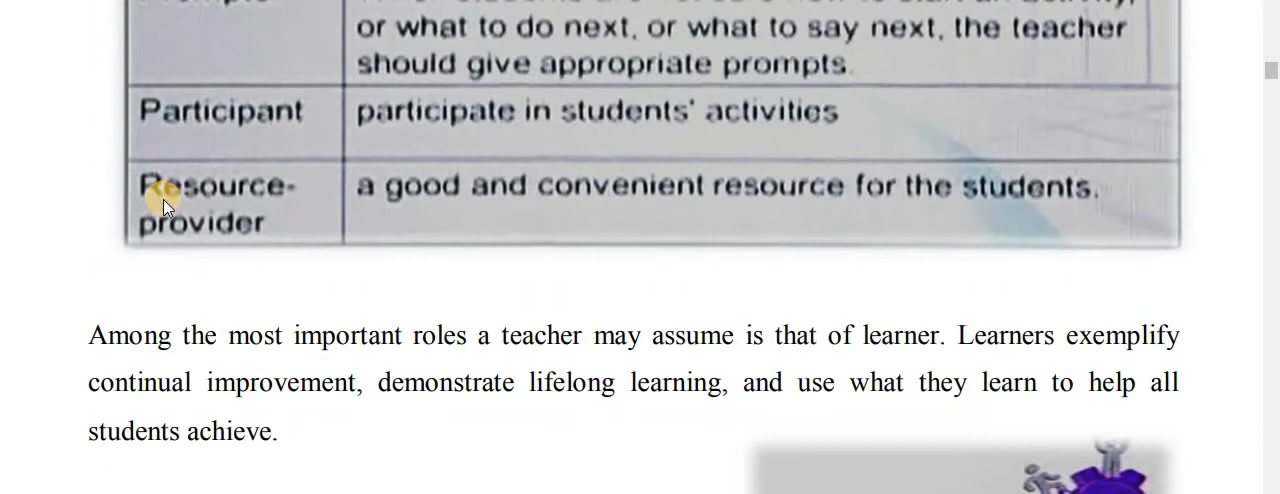 or what to do next, or what to say next, the teacher
should give appropriate prompts.
Participant participate in students' activities
Resource- a good and convenient resource for the students.
provider
Among the most important roles a teacher may assume is that of learner. Learners exemplify
continual improvement, demonstrate lifelong learning, and use what they learn to help all
students achieve.